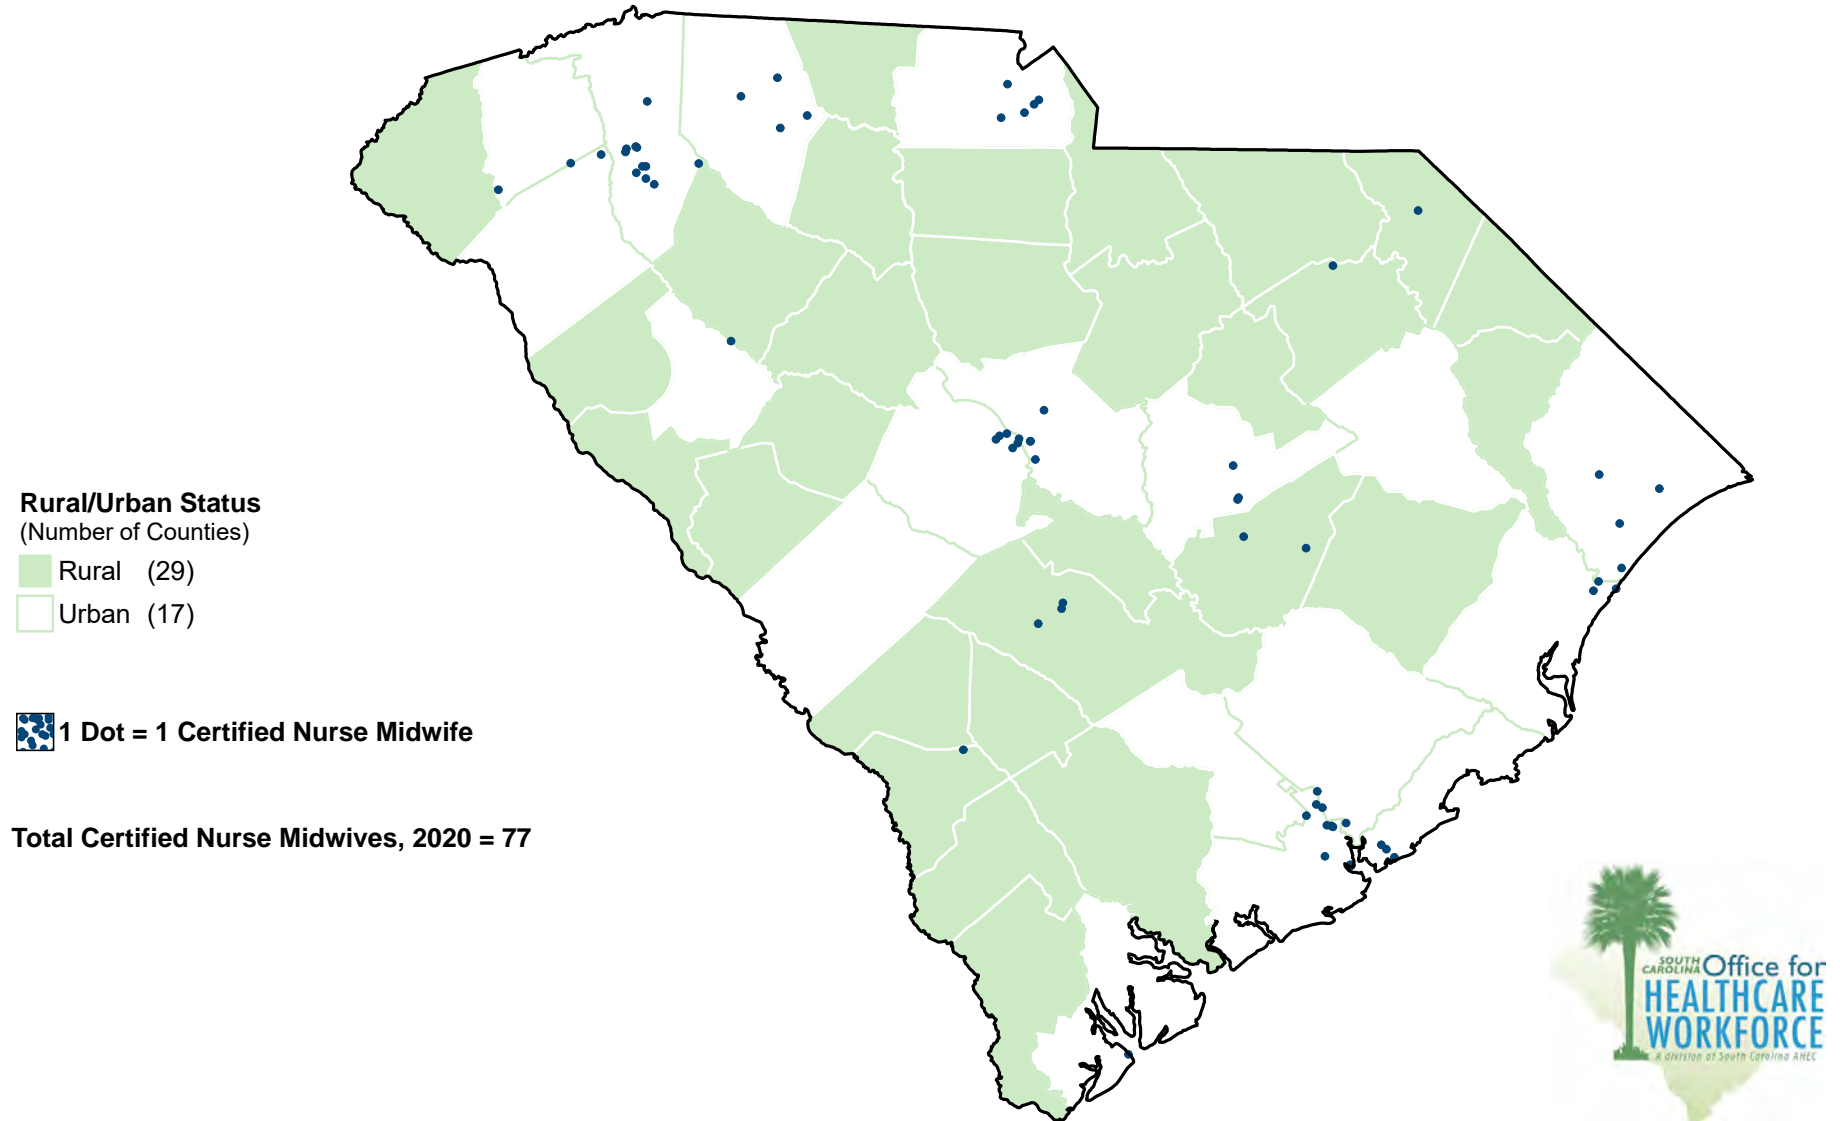 Rural/Urban Status
(Number of Counties)
Rural (29)
Urban (17)
1 Dot = 1 Certified Nurse Midwife
Total Certified Nurse Midwives, 2020 = 77
SOUTH CAROLINA Office for
HEALTHCARE
WORKFORCE
A division of South Carolina AHEC